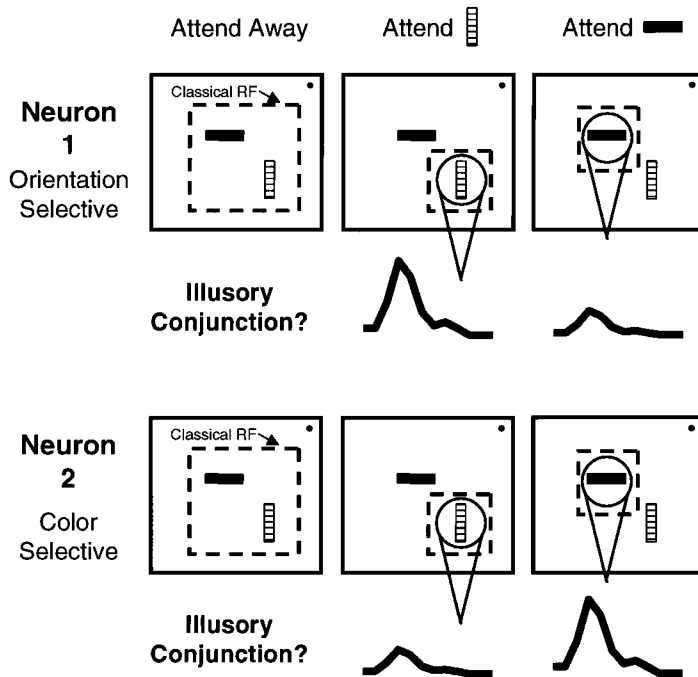 Attend Away
Attend
Attend
Neuron
1
Orientation
Selective
Classical RF
Illusory
Conjunction?
Neuron
2
Color
Selective
Classical RF
Illusory
Conjunction?